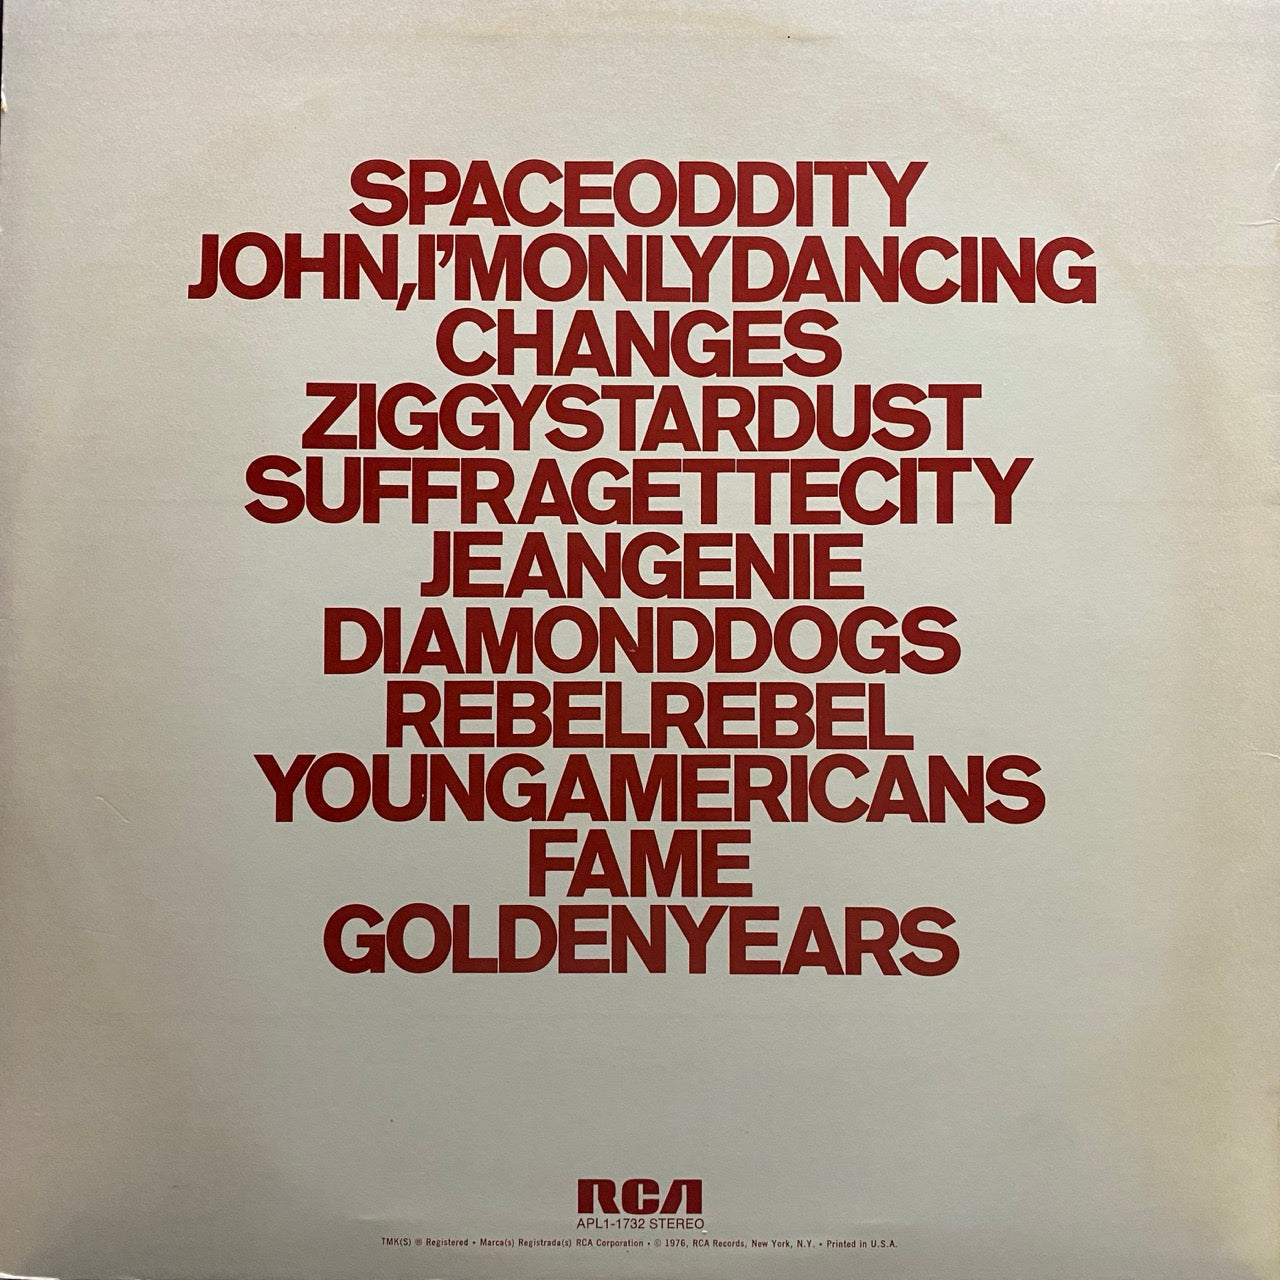 SPACEODDITY
JOHN,I'MONLYDANCING
CHANGES
ZIGGYSTARDUST
SUFFRAGETTECITY
JEANGENIE
DIAMONDDOGS
REBELREBEL
YOUNGAMERICANS
FAME
GOLDENYEARS
RCA
APL1-1732 STEREO
TMK(S) ® Registered • Marca(s) Registrada(s) RCA Corporation • © 1976, RCA Records, New York, N.Y. • Printed in U.S.A.